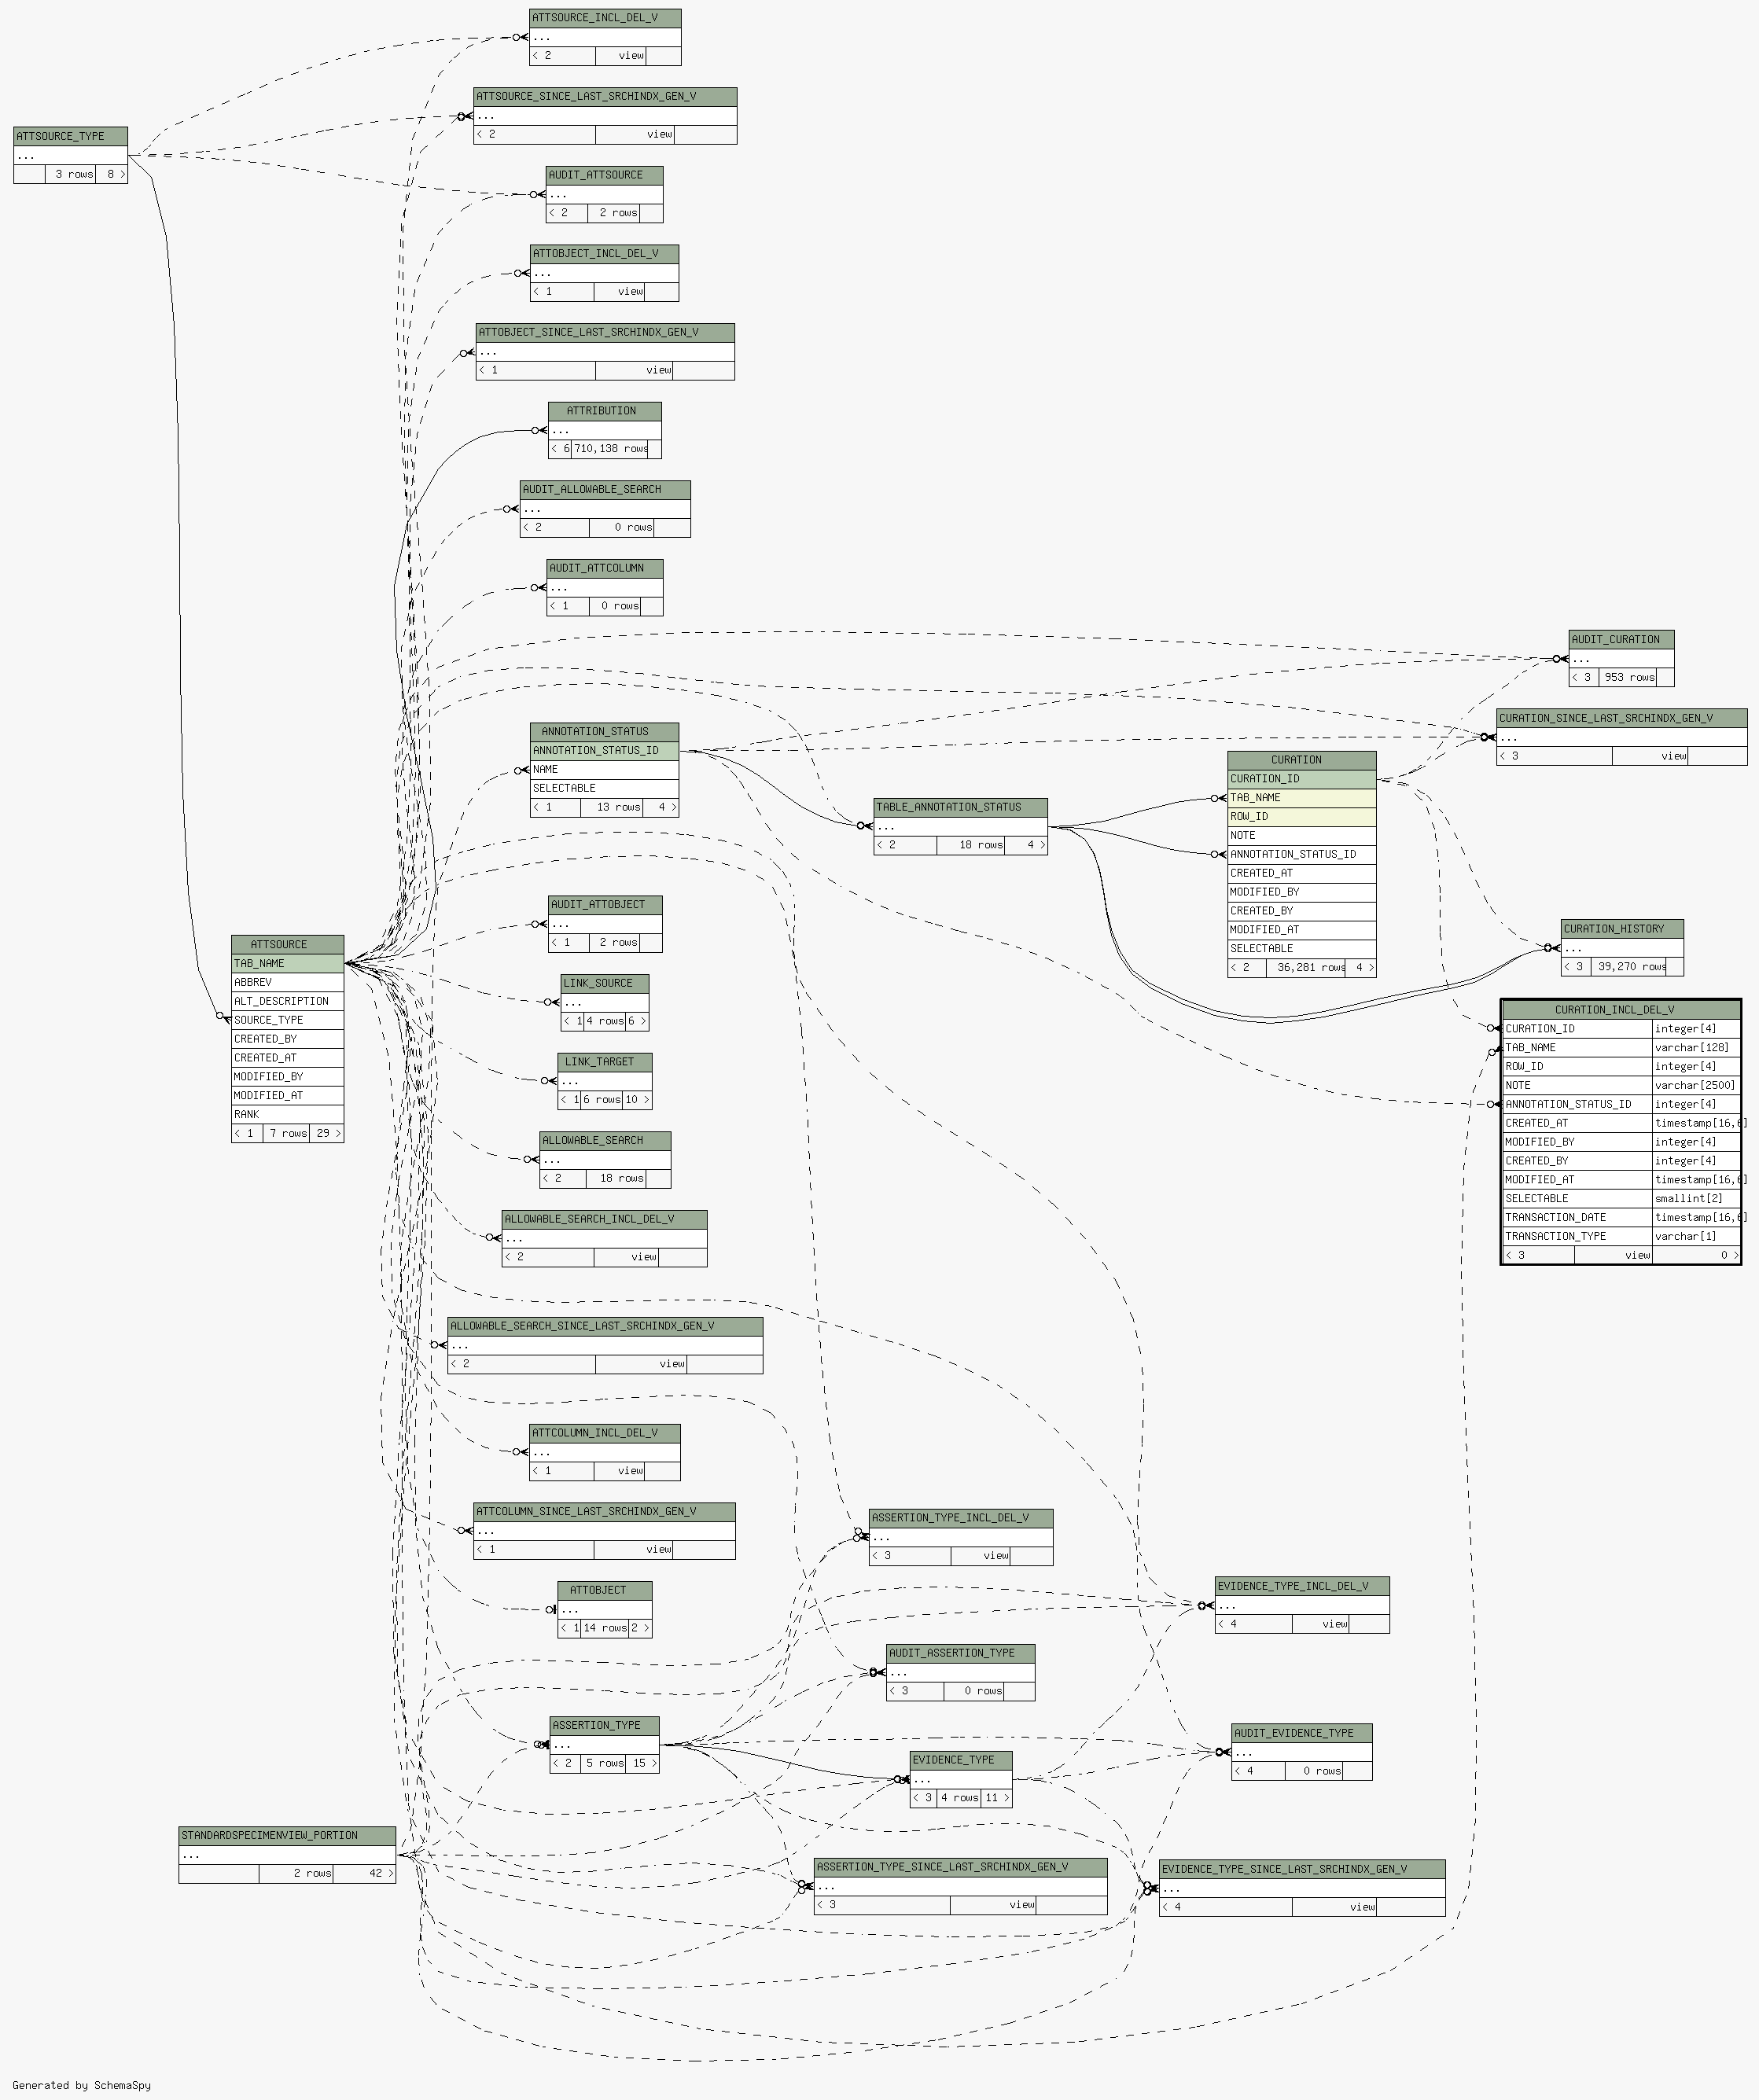 ATTSOURCE_INCL_DEL_V
...
< 2 view
ATTSOURCE_SINCE_LAST_SRCHINDX_GEN_V
...
< 2 view
ATTSOURCE_TYPE
...
3 rows 8 >
AUDIT_ATTSOURCE
...
< 2 2 rows
ATTOBJECT_INCL_DEL_V
...
< 1 view
ATTOBJECT_SINCE_LAST_SRCHINDX_GEN_V
...
< 1 view
ATTRIBUTION
...
< 6 710,138 rows
AUDIT_ALLOWABLE_SEARCH
...
< 2 0 rows
AUDIT_ATTCOLUMN
...
< 1 0 rows
AUDIT_CURATION
...
< 3 953 rows
CURATION_SINCE_LAST_SRCHINDX_GEN_V
...
< 3 view
ANNOTATION_STATUS
ANNOTATION_STATUS_ID
NAME
SELECTABLE
< 1 13 rows 4 >
TABLE_ANNOTATION_STATUS
...
< 2 18 rows 4 >
CURATION
CURATION_ID
TAB_NAME
ROW_ID
NOTE
ANNOTATION_STATUS_ID
CREATED_AT
MODIFIED_BY
CREATED_BY
MODIFIED_AT
SELECTABLE
< 2 36,281 rows 4 >
CURATION_HISTORY
...
< 3 39,270 rows
AUDIT_ATTOBJECT
...
< 1 2 rows
ATTSOURCE
TAB_NAME
ABBREV
ALT_DESCRIPTION
SOURCE_TYPE
CREATED_BY
CREATED_AT
MODIFIED_BY
MODIFIED_AT
RANK
< 1 7 rows 29 >
LINK_SOURCE
...
< 1 4 rows 6 >
LINK_TARGET
...
< 1 6 rows 10 >
CURATION_INCL_DEL_V
CURATION_ID integer[4]
TAB_NAME varchar[128]
ROW_ID integer[4]
NOTE varchar[2500]
ANNOTATION_STATUS_ID integer[4]
CREATED_AT timestamp[16,6]
MODIFIED_BY integer[4]
CREATED_BY integer[4]
MODIFIED_AT timestamp[16,6]
SELECTABLE smallint[2]
TRANSACTION_DATE timestamp[16,6]
TRANSACTION_TYPE varchar[1]
< 3 view 0 >
ALLOWABLE_SEARCH
...
< 2 18 rows
ALLOWABLE_SEARCH_INCL_DEL_V
...
< 2 view
ALLOWABLE_SEARCH_SINCE_LAST_SRCHINDX_GEN_V
...
< 2 view
ATTCOLUMN_INCL_DEL_V
...
< 1 view
ATTCOLUMN_SINCE_LAST_SRCHINDX_GEN_V
...
< 1 view
ASSERTION_TYPE_INCL_DEL_V
...
< 3 view
ATTOBJECT
...
< 1 14 rows 2 >
EVIDENCE_TYPE_INCL_DEL_V
...
< 4 view
AUDIT_ASSERTION_TYPE
...
< 3 0 rows
ASSERTION_TYPE
...
< 2 5 rows 15 >
AUDIT_EVIDENCE_TYPE
...
< 4 0 rows
EVIDENCE_TYPE
...
< 3 4 rows 11 >
STANDARDSPECIMENVIEW_PORTION
...
2 rows 42 >
ASSERTION_TYPE_SINCE_LAST_SRCHINDX_GEN_V
...
< 3 view
EVIDENCE_TYPE_SINCE_LAST_SRCHINDX_GEN_V
...
< 4 view
Generated by SchemaSpy